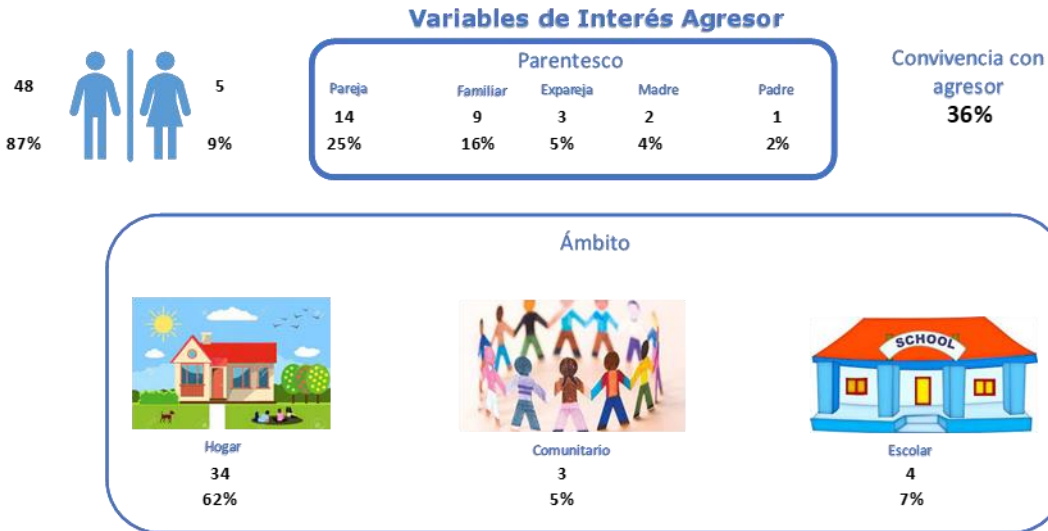 Variables de Interés Agresor
48
87%
5
9%
Parentesco
Pareja Familiar Expareja Madre Padre
14 9 3 2 1
25% 16% 5% 4% 2%
Convivencia con
agresor
36%
Ámbito
SCHOOL
Hogar Comunitario Escolar
34 3 4
62% 5% 7%